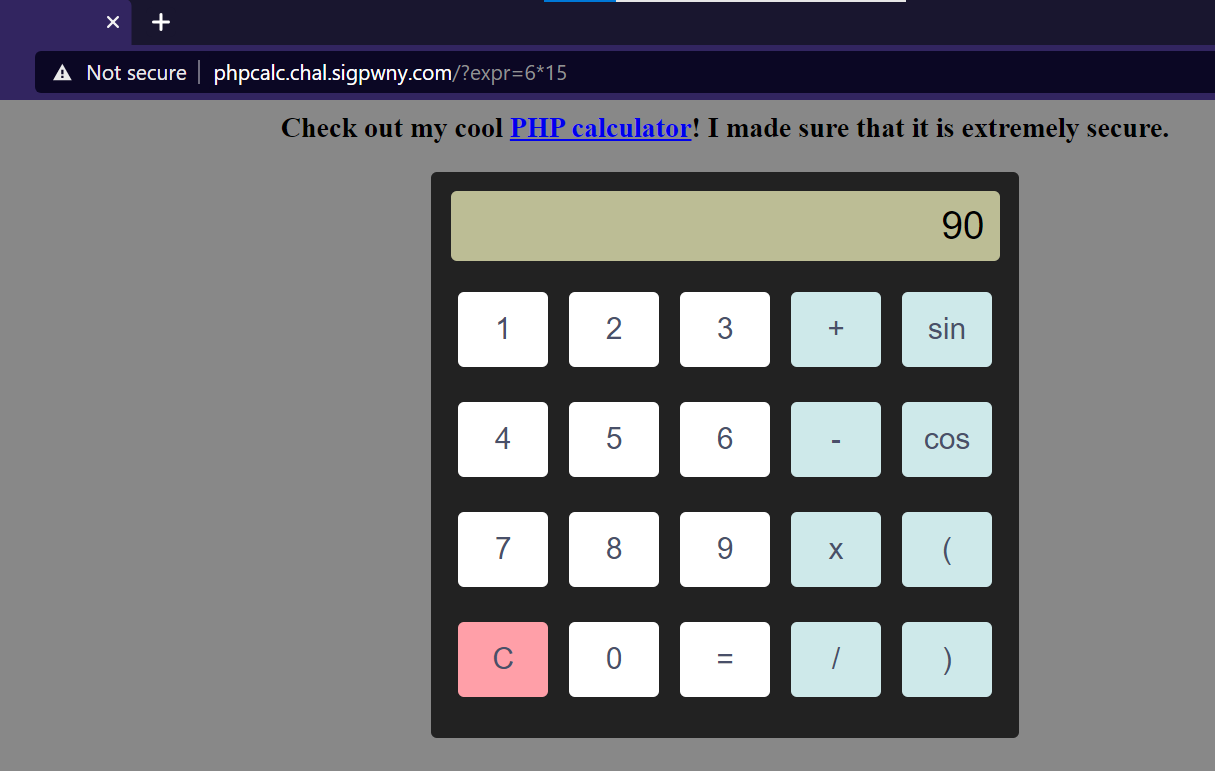 Not secure phpcalc.chal.sigpwny.com/?expr=6*15
Check out my cool PHP calculator! I made sure that it is extremely secure.
90
1 2 3 + sin
4 5 6 - cos
7 8 9 x (
C 0 = / )